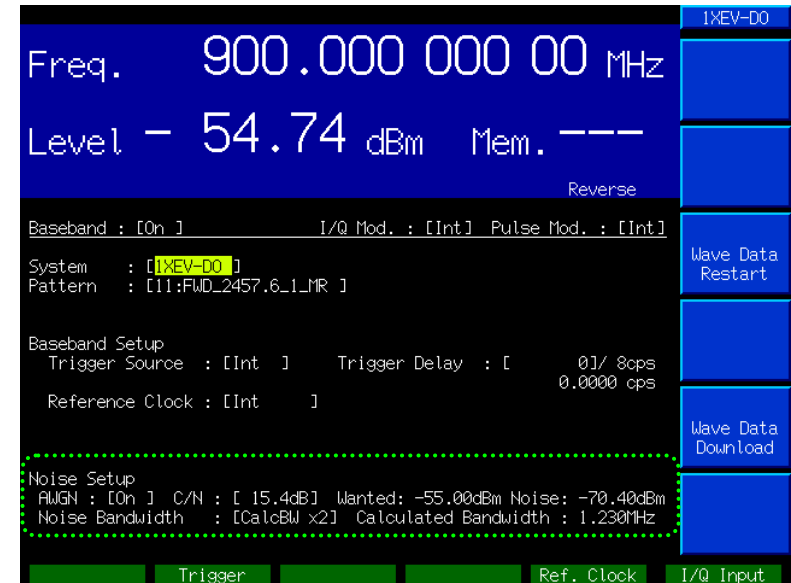 1XEV-DO
Freq. 900.000 000 00 MHz
Level - 54.74 dBm Mem. ---
Reverse
Baseband : [On ] I/Q Mod. : [Int] Pulse Mod. : [Int]
System : [1XEV-DO ]
Pattern : [11:FWD_2457.6_1_MR ]
Wave Data
Restart
Baseband Setup
Trigger Source : [Int ] Trigger Delay : [ 0]/ 8cps
0.0000 cps
Reference Clock : [Int ]
Wave Data
Download
Noise Setup
AWGN : [On ] C/N : [ 15.4dB] Wanted: -55.00dBm Noise: -70.40dBm
Noise Bandwidth : [CalcBW x2] Calculated Bandwidth : 1.230MHz
Trigger Ref. Clock I/Q Input